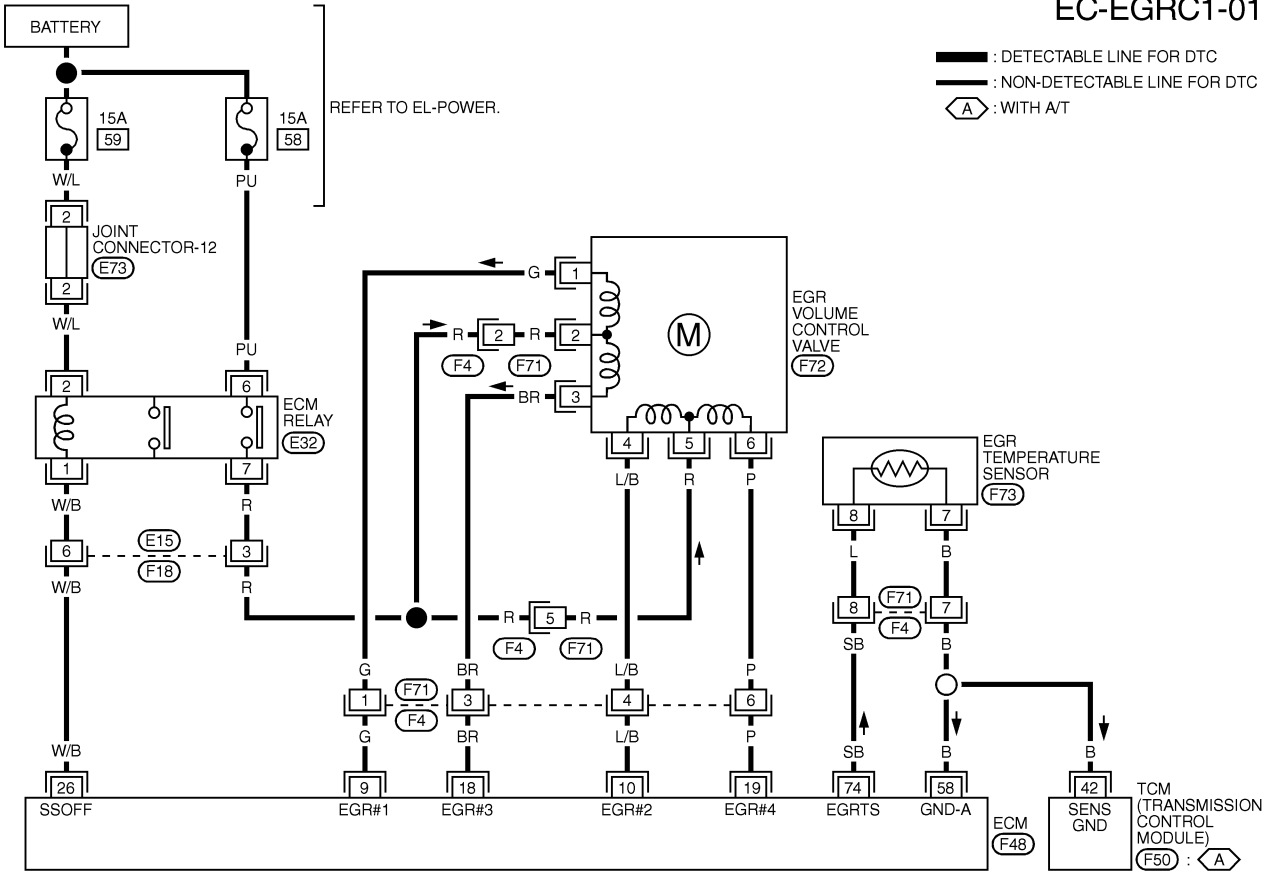 EC-EGRC1-01
BATTERY
: DETECTABLE LINE FOR DTC
: NON-DETECTABLE LINE FOR DTC
A : WITH A/T
REFER TO EL-POWER.
15A
59
15A
58
W/L
PU
2
JOINT
CONNECTOR-12
E73
2
W/L
PU
2
6
ECM
RELAY
E32
1
7
W/B
R
6
E15
F18
3
W/B
R
G
1
R
2
R
2
F4
F71
BR
3
M
EGR
VOLUME
CONTROL
VALVE
F72
4
5
6
L/B
R
P
EGR
TEMPERATURE
SENSOR
F73
8
7
L
B
8
F71
F4
7
SB
B
R
5
R
F4
F71
G
BR
L/B
P
1
F71
F4
3
4
6
G
BR
L/B
P
W/B
SB
B
B
26
9
18
10
19
74
58
42
SSOFF
EGR#1
EGR#3
EGR#2
EGR#4
EGRTS
GND-A
SENS
GND
ECM
F48
TCM
(TRANSMISSION
CONTROL
MODULE)
F50 : A